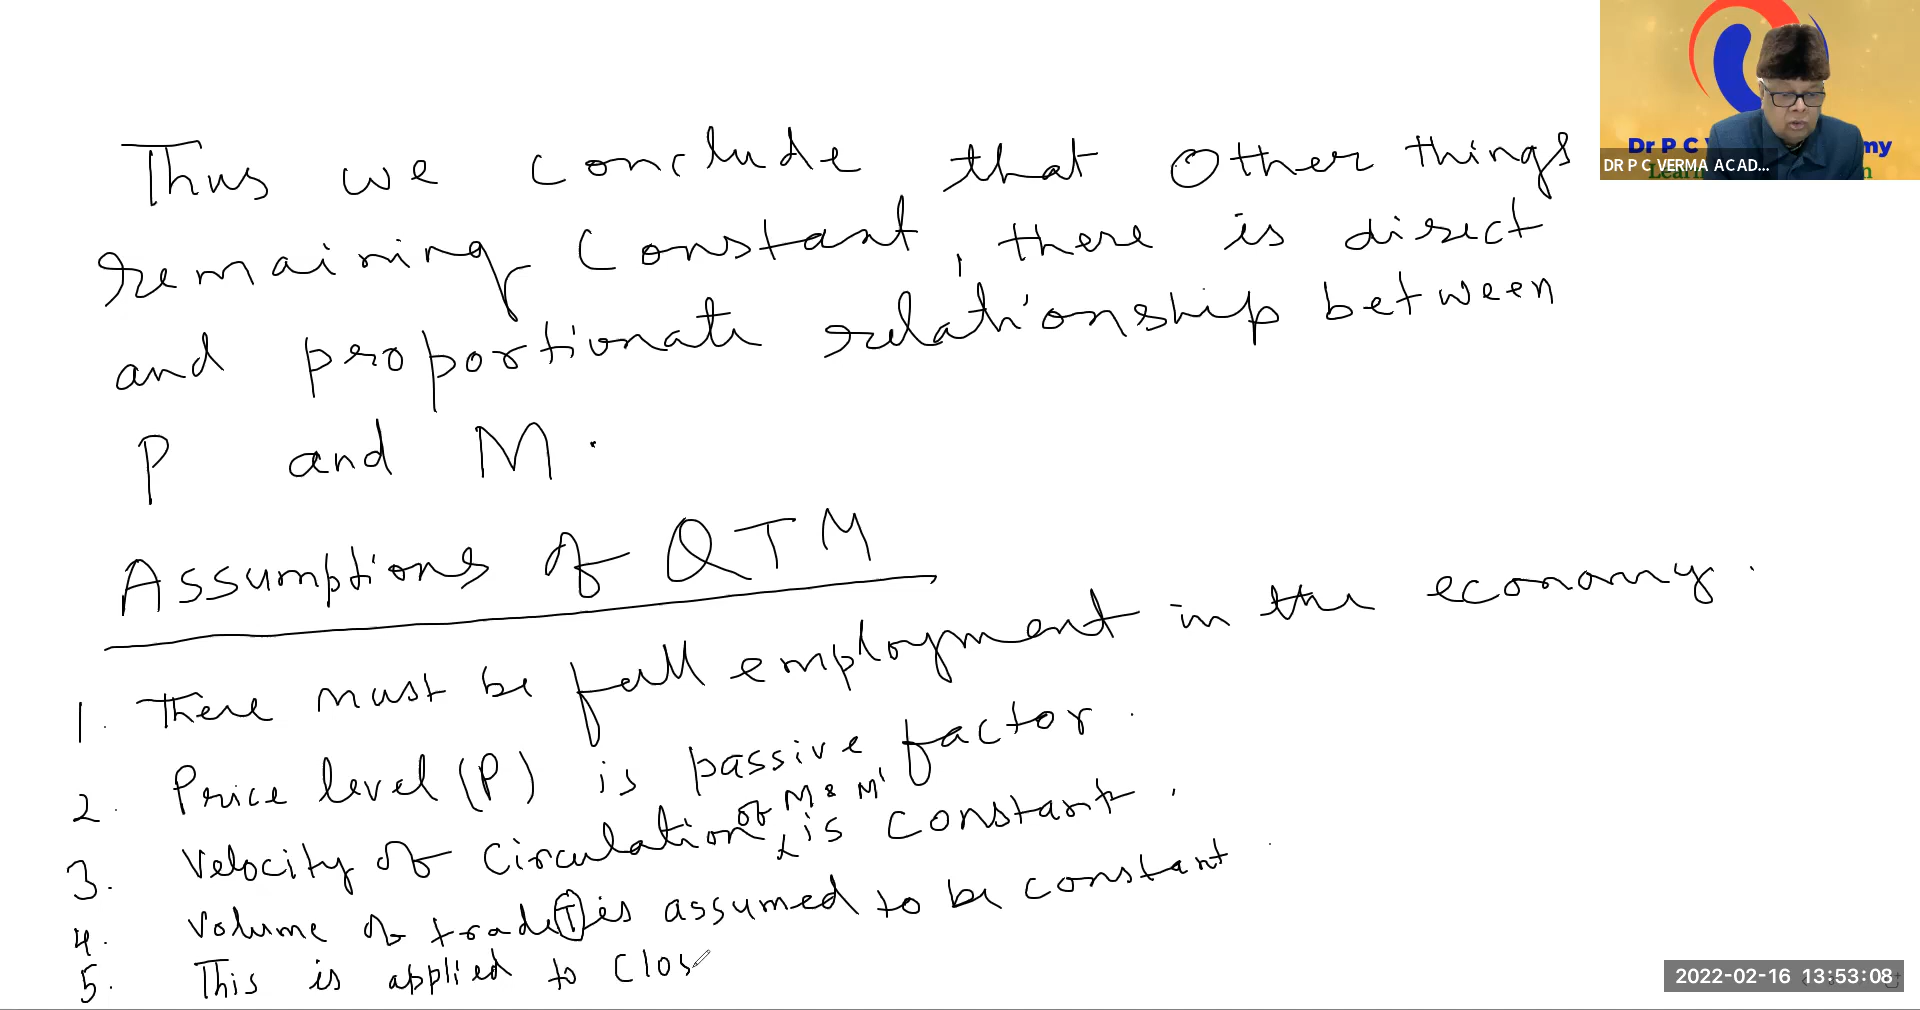 Thus we conclude that other things
remaining constant, there is direct
and proportionate relationship between
P and M.
Assumptions of QTM
1. There must be full employment in the economy.
2. Price level (P) is passive factor.
3. Velocity of circulation of M & M' is constant.
4. Volume of trade (T) is assumed to be constant
5. This is applied to Clos
Dr P C V my
DR P C VERMA ACAD...
Learn n
2022-02-16 13:53:08